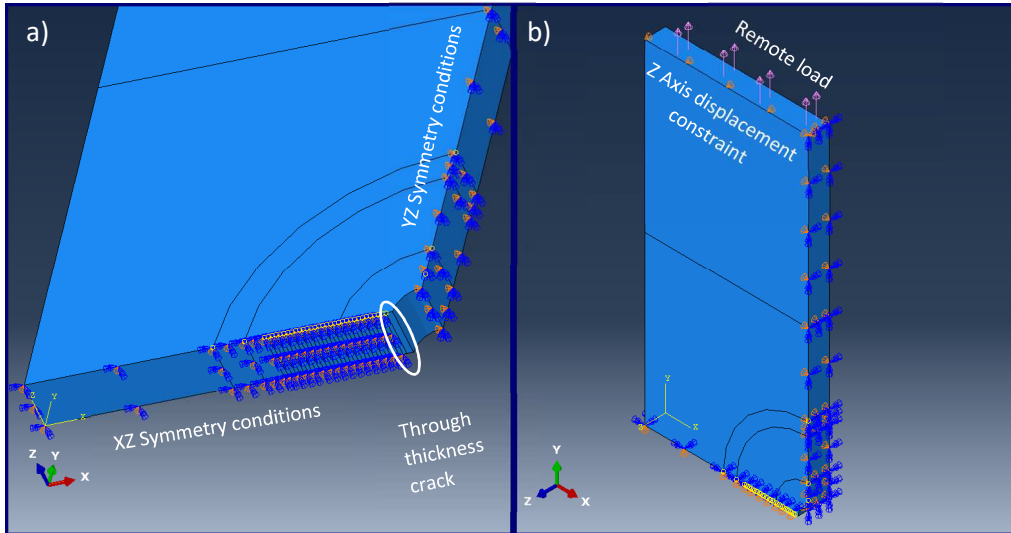 a)
YZ Symmetry conditions
XZ Symmetry conditions
Through
thickness
crack
Z
Y
X
Z
Y
X
b)
Remote load
Z Axis displacement
constraint
Y
X
Y
Z
X